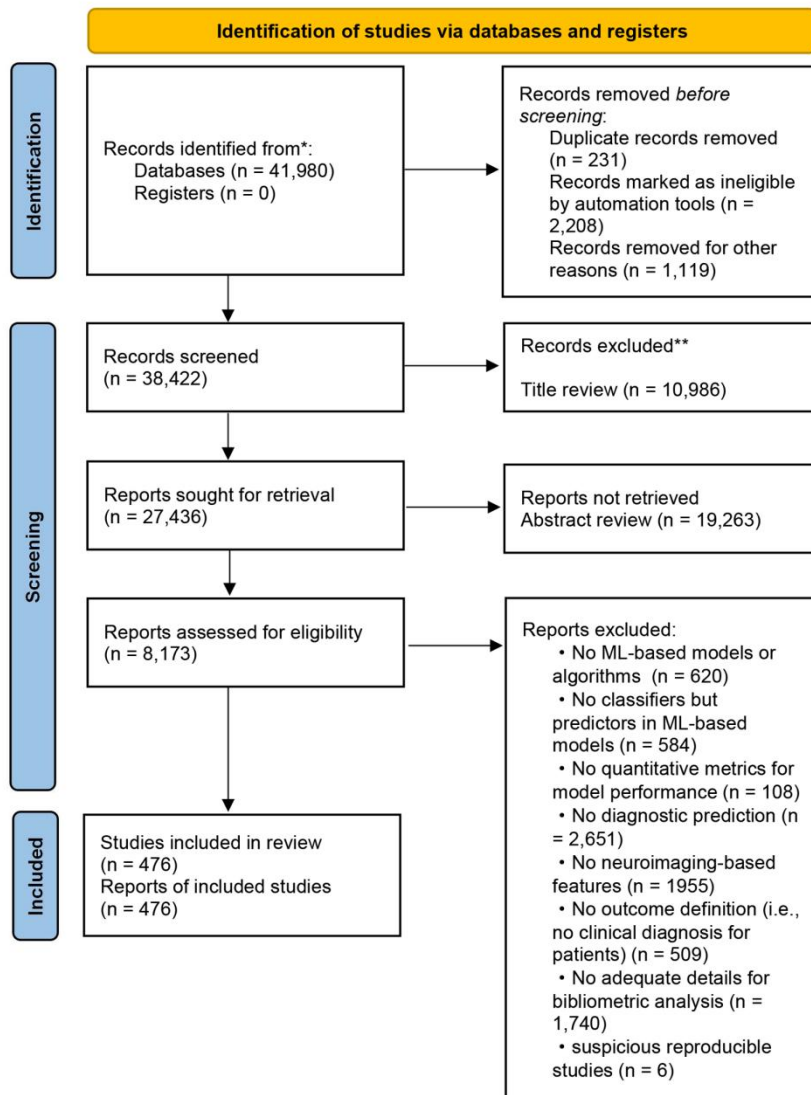 Identification of studies via databases and registers
Identification
Records identified from*:
Databases (n = 41,980)
Registers (n = 0)
Records removed before
screening:
Duplicate records removed
(n = 231)
Records marked as ineligible
by automation tools (n =
2,208)
Records removed for other
reasons (n = 1,119)
Screening
Records screened
(n = 38,422)
Records excluded**
Title review (n = 10,986)
Reports sought for retrieval
(n = 27,436)
Reports not retrieved
Abstract review (n = 19,263)
Reports assessed for eligibility
(n = 8,173)
Reports excluded:
• No ML-based models or
algorithms (n = 620)
• No classifiers but
predictors in ML-based
models (n = 584)
• No quantitative metrics for
model performance (n = 108)
• No diagnostic prediction (n
= 2,651)
• No neuroimaging-based
features (n = 1955)
• No outcome definition (i.e.,
no clinical diagnosis for
patients) (n = 509)
• No adequate details for
bibliometric analysis (n =
1,740)
• suspicious reproducible
studies (n = 6)
Included
Studies included in review
(n = 476)
Reports of included studies
(n = 476)